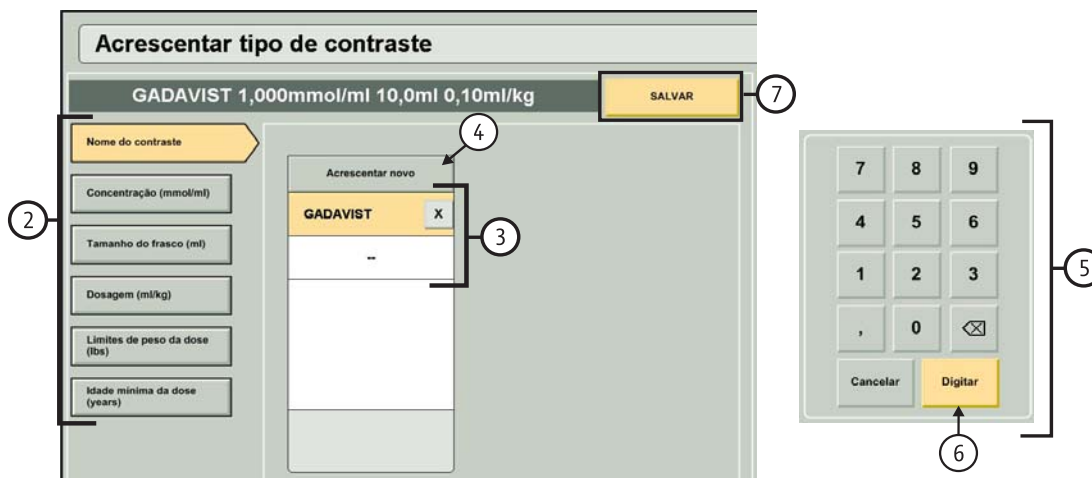 Acrescentar tipo de contraste
GADAVIST 1,000mmol/ml 10,0ml 0,10ml/kg
SALVAR
7
2
Nome do contraste
Concentração (mmol/ml)
Tamanho do frasco (ml)
Dosagem (ml/kg)
Limites de peso da dose
(lbs)
Idade mínima da dose
(years)
4
Acrescentar novo
GADAVIST X
--
3
7 8 9
4 5 6
1 2 3
, 0
Cancelar Digitar
5
6